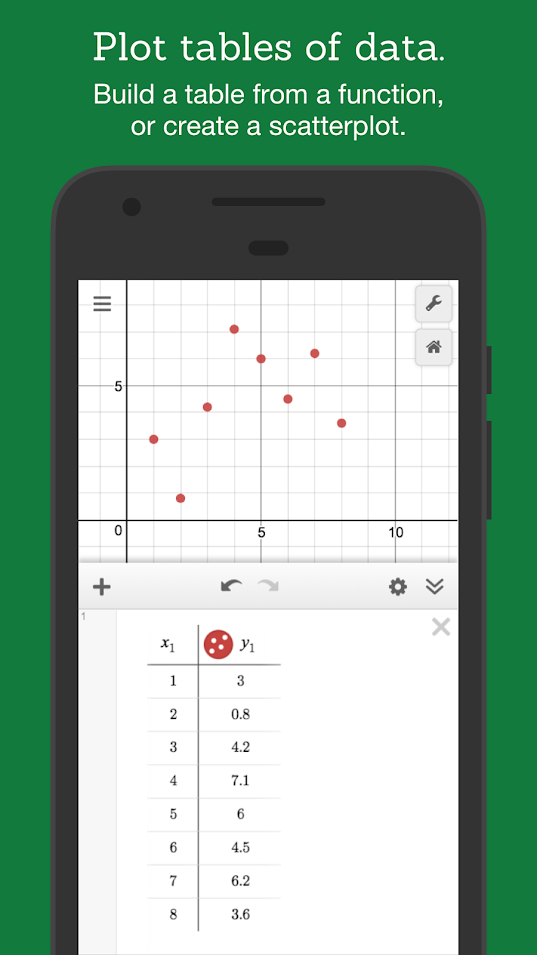 Plot tables of data.
Build a table from a function,
or create a scatterplot.
5
0 5 10
1
x₁ y₁
1 3
2 0.8
3 4.2
4 7.1
5 6
6 4.5
7 6.2
8 3.6